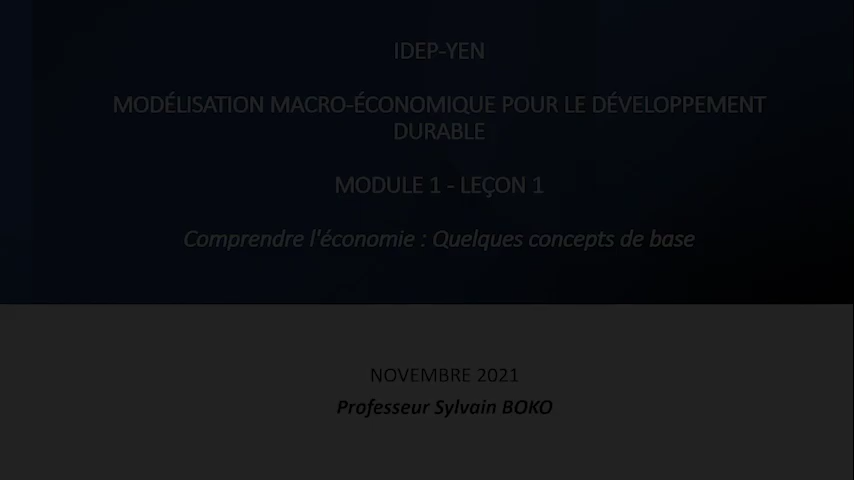 IDEP-YEN
MODÉLISATION MACRO-ÉCONOMIQUE POUR LE DÉVELOPPEMENT
DURABLE
MODULE 1 - LEÇON 1
Comprendre l'économie : Quelques concepts de base
NOVEMBRE 2021
Professeur Sylvain BOKO